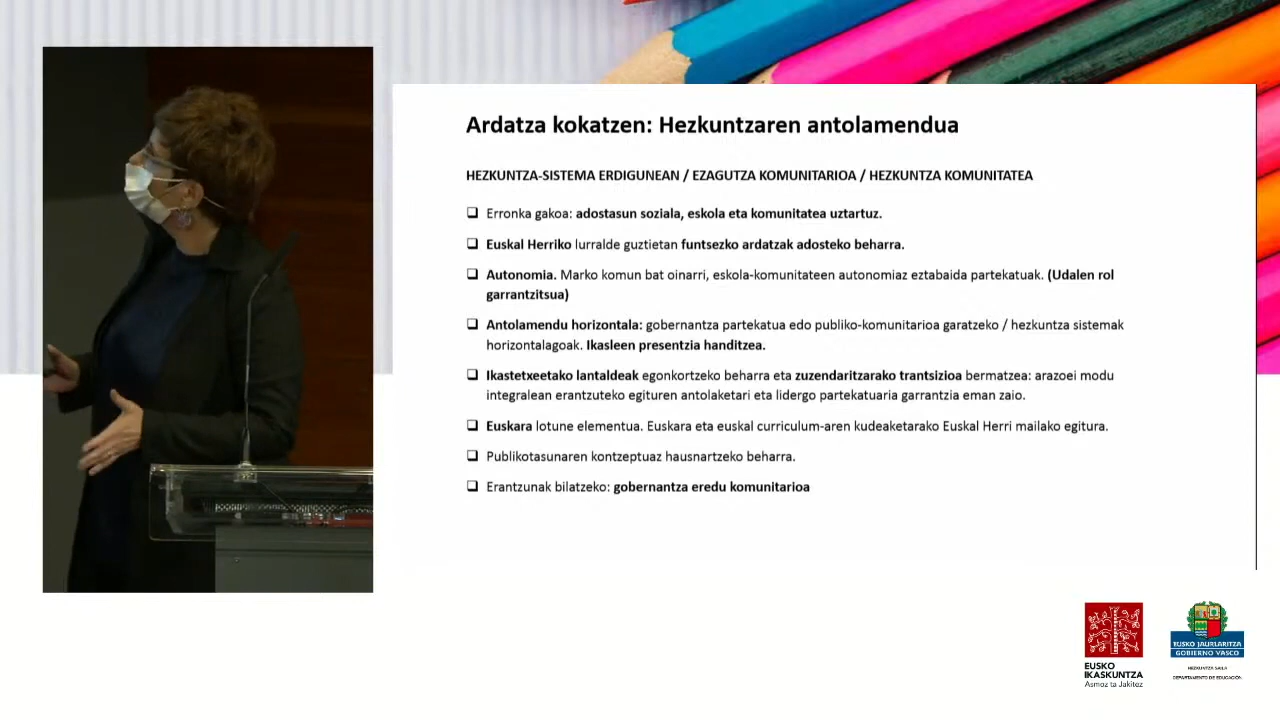 Ardatza kokatzen: Hezkuntzaren antolamendua
HEZKUNTZA-SISTEMA ERDIGUNEAN / EZAGUTZA KOMUNITARIOA / HEZKUNTZA KOMUNITATEA
Erronka gakoa: adostasun soziala, eskola eta komunitatea uztartuz.
Euskal Herriko lurralde guztietan funtsezko ardatzak adosteko beharra.
Autonomia. Marko komun bat oinarri, eskola-komunitateen autonomiaz eztabaida partekatuak. (Udalen rol
garrantzitsua)
Antolamendu horizontala: gobernantza partekatua edo publiko-komunitarioa garatzeko / hezkuntza sistemak
horizontalagoak. Ikasleen presentzia handitzea.
Ikastetxeetako lantaldeak egonkortzeko beharra eta zuzendaritzarako trantsizioa bermatzea: arazoei modu
integralean erantzuteko egituren antolaketari eta lidergo partekatuaria garrantzia eman zaio.
Euskara lotune elementua. Euskara eta euskal curriculum-aren kudeaketarako Euskal Herri mailako egitura.
Publikotasunaren kontzeptuaz hausnartzeko beharra.
Erantzunak bilatzeko: gobernantza eredu komunitarioa
EUSKO
IKASKUNTZA
Asmoz ta Jakitez
EUSKO JAURLARITZA
GOBIERNO VASCO
HEZKUNTZA SAILA
DEPARTAMENTO DE EDUCACIÓN